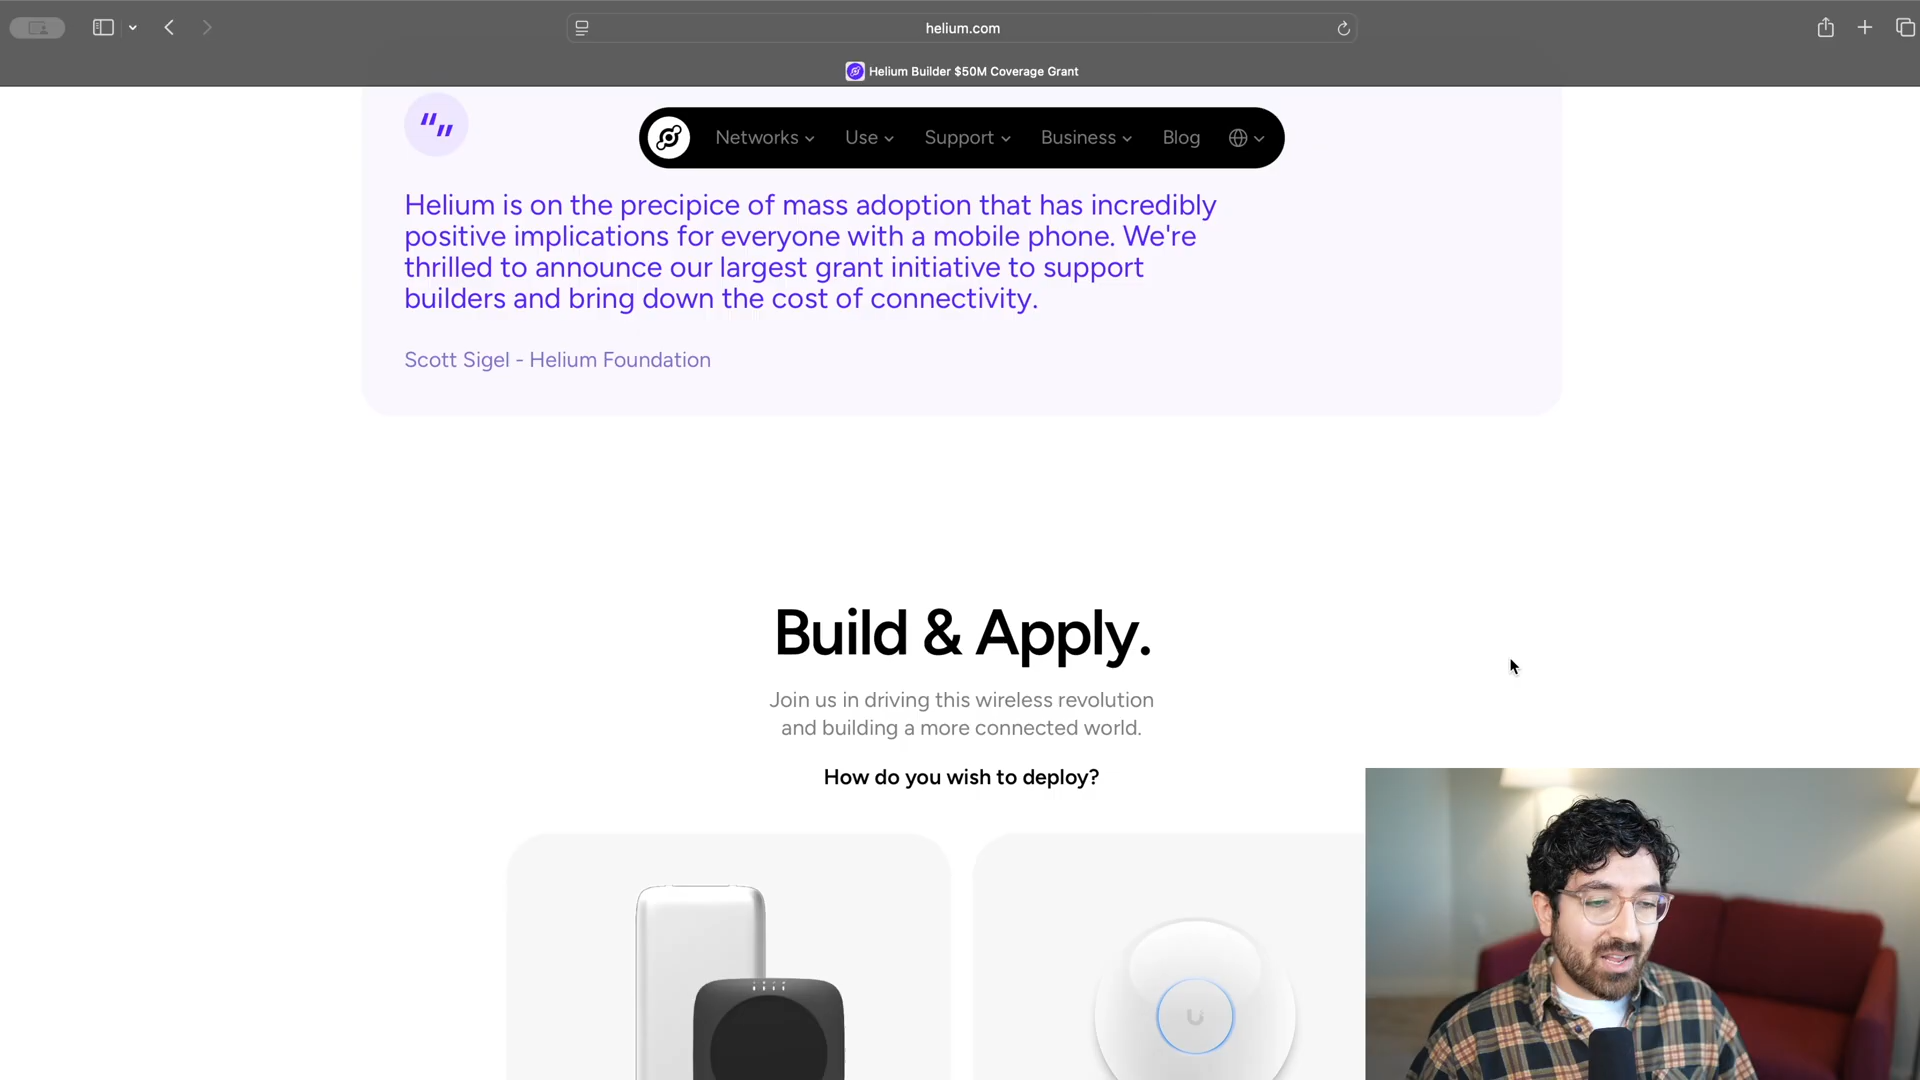 helium.com
Helium Builder $50M Coverage Grant
Networks Use Support Business Blog
Helium is on the precipice of mass adoption that has incredibly
positive implications for everyone with a mobile phone. We're
thrilled to announce our largest grant initiative to support
builders and bring down the cost of connectivity.
Scott Sigel - Helium Foundation
Build & Apply.
Join us in driving this wireless revolution
and building a more connected world.
How do you wish to deploy?